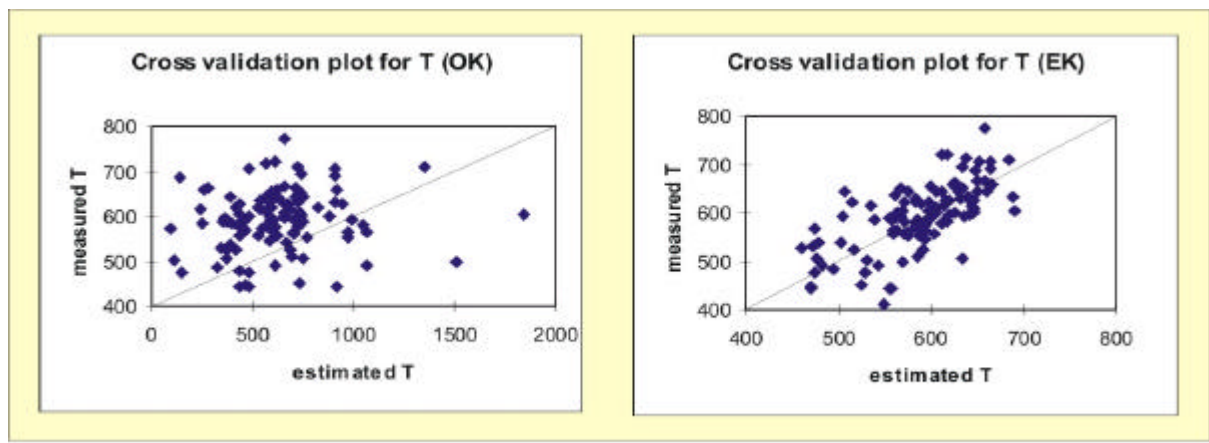 Cross validation plot for T (OK)
800
700
600
500
400
measured T
0 500 1000 1500 2000
estimated T
Cross validation plot for T (EK)
800
700
600
500
400
measured T
400 500 600 700 800
estimated T